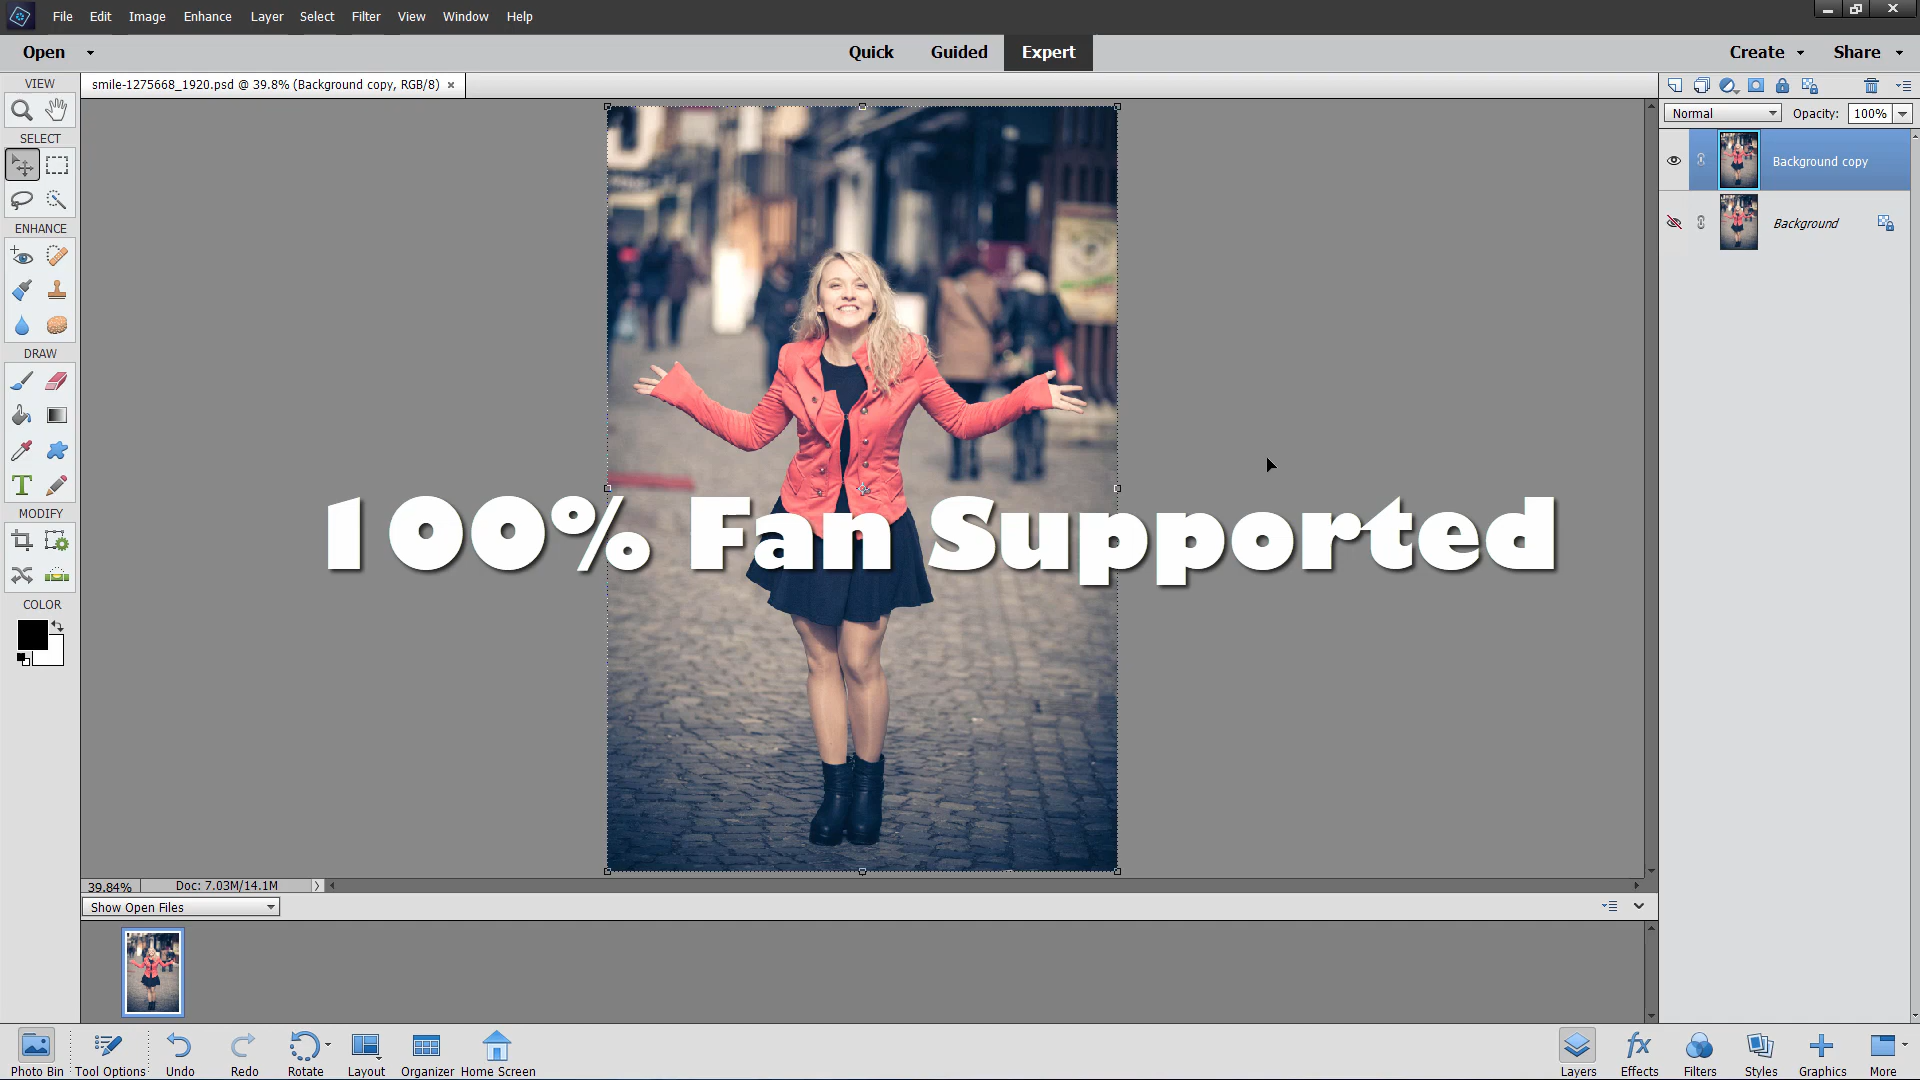 File Edit Image Enhance Layer Select Filter View Window Help
Open Quick Guided Expert Create Share
VIEW
smile-1275668_1920.psd @ 39.8% (Background copy, RGB/8) ×
Normal Opacity: 100%
SELECT
Background copy
Background
ENHANCE
DRAW
T
MODIFY
100% Fan Supported
COLOR
39.84% Doc: 7.03M/14.1M
Show Open Files
Photo Bin Tool Options Undo Redo Rotate Layout Organizer Home Screen
fx
Layers Effects Filters Styles Graphics More